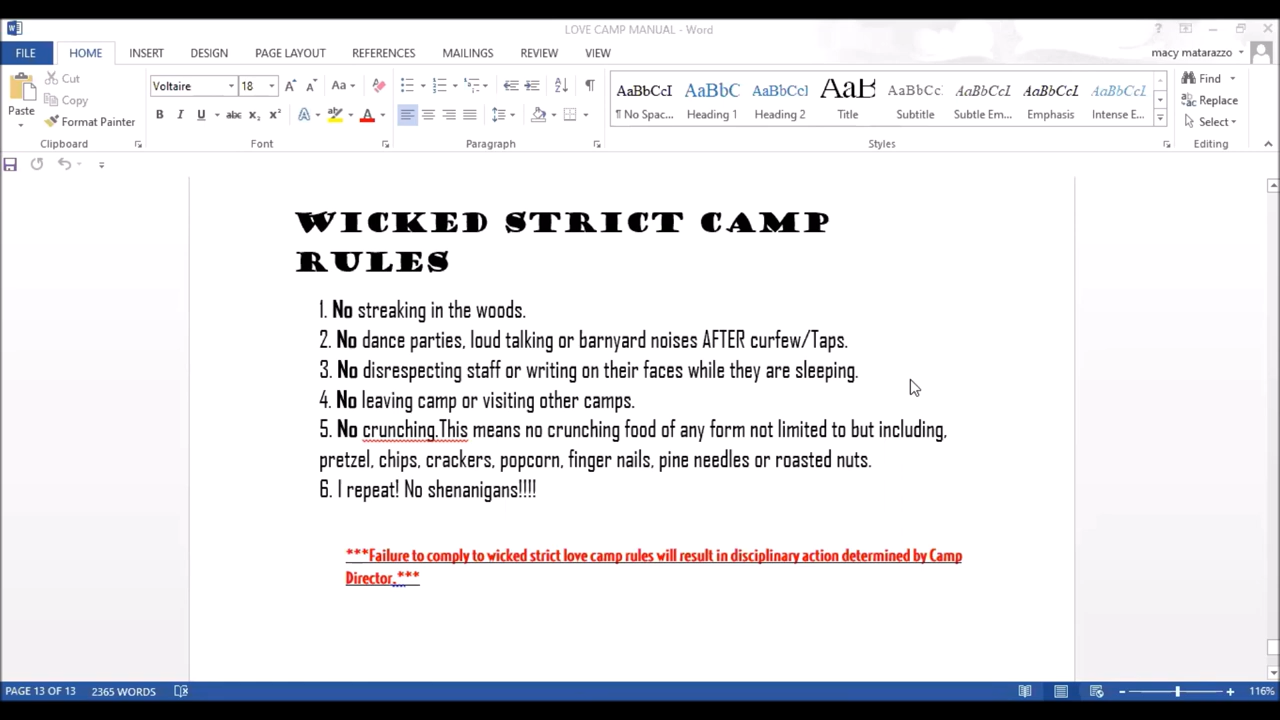 LOVE CAMP MANUAL - Word
FILE HOME INSERT DESIGN PAGE LAYOUT REFERENCES MAILINGS REVIEW VIEW macy matarazzo
Paste Cut Copy Format Painter
Voltaire 18
AaBbCcI AaBbC AaBbCcl AaB AaBbCcC AaBbCcL AaBbCcL AaBbCcL
¶ No Spac... Heading 1 Heading 2 Title Subtitle Subtle Em... Emphasis Intense E...
Find Replace Select
Clipboard Font Paragraph Styles Editing
WICKED STRICT CAMP
RULES
1. No streaking in the woods.
2. No dance parties, loud talking or barnyard noises AFTER curfew/Taps.
3. No disrespecting staff or writing on their faces while they are sleeping.
4. No leaving camp or visiting other camps.
5. No crunching.This means no crunching food of any form not limited to but including,
pretzel, chips, crackers, popcorn, finger nails, pine needles or roasted nuts.
6. I repeat! No shenanigans!!!!
***Failure to comply to wicked strict love camp rules will result in disciplinary action determined by Camp
Director.***
PAGE 13 OF 13 2365 WORDS 116%